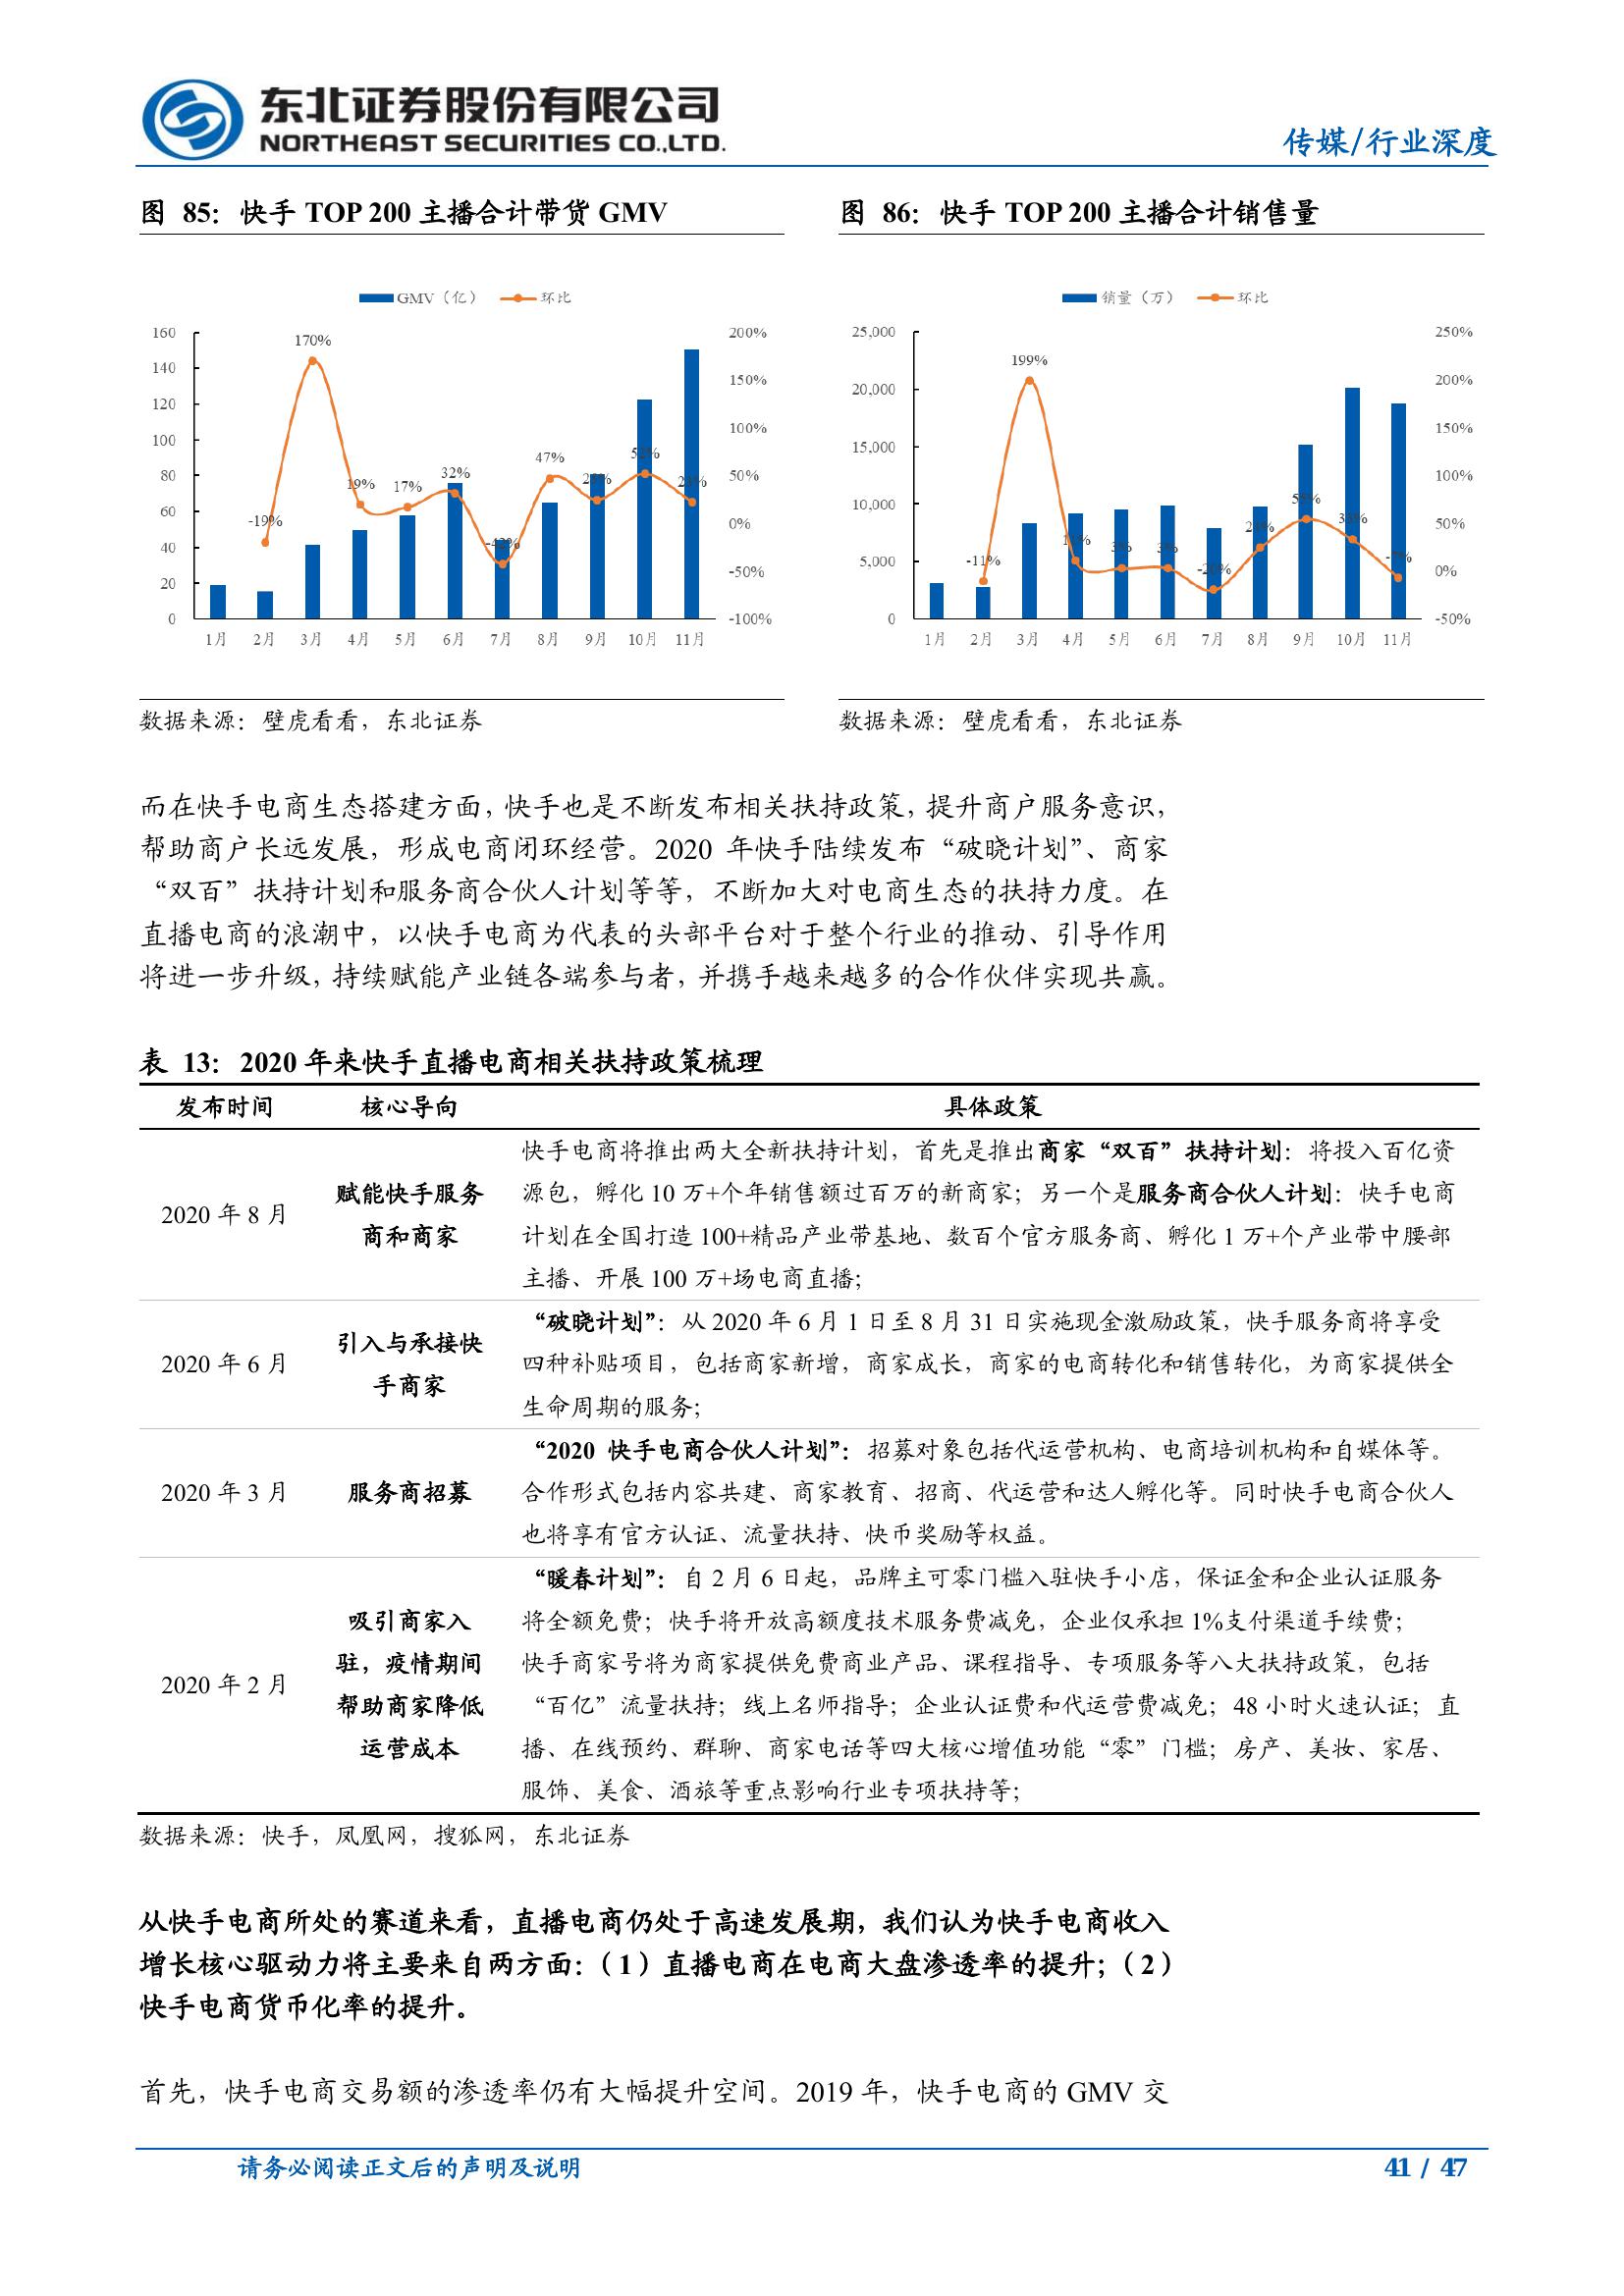 东北证券股份有限公司
NORTHEAST SECURITIES CO.,LTD.
传媒/行业深度
图 85：快手 TOP 200 主播合计带货 GMV
GMV（亿） 环比
160
140
120
100
80
60
40
20
0
200%
150%
100%
50%
0%
-50%
-100%
-19%
170%
19%
17%
32%
47%
1月 2月 3月 4月 5月 6月 7月 8月 9月 10月 11月
数据来源：壁虎看看，东北证券
图 86：快手 TOP 200 主播合计销售量
销量（万） 环比
25,000
20,000
15,000
10,000
5,000
0
250%
200%
150%
100%
50%
0%
-50%
-11%
199%
3%
3%
1月 2月 3月 4月 5月 6月 7月 8月 9月 10月 11月
数据来源：壁虎看看，东北证券
而在快手电商生态搭建方面，快手也是不断发布相关扶持政策，提升商户服务意识，
帮助商户长远发展，形成电商闭环经营。2020 年快手陆续发布“破晓计划”、商家
“双百”扶持计划和服务商合伙人计划等等，不断加大对电商生态的扶持力度。在
直播电商的浪潮中，以快手电商为代表的头部平台对于整个行业的推动、引导作用
将进一步升级，持续赋能产业链各端参与者，并携手越来越多的合作伙伴实现共赢。
表 13：2020 年来快手直播电商相关扶持政策梳理
发布时间 核心导向 具体政策
2020 年 8 月
赋能快手服务
商和商家
快手电商将推出两大全新扶持计划，首先是推出商家“双百”扶持计划：将投入百亿资
源包，孵化 10 万+个年销售额过百万的新商家；另一个是服务商合伙人计划：快手电商
计划在全国打造 100+精品产业带基地、数百个官方服务商、孵化 1 万+个产业带中腰部
主播、开展 100 万+场电商直播；
2020 年 6 月
引入与承接快
手商家
“破晓计划”：从 2020 年 6 月 1 日至 8 月 31 日实施现金激励政策，快手服务商将享受
四种补贴项目，包括商家新增，商家成长，商家的电商转化和销售转化，为商家提供全
生命周期的服务；
2020 年 3 月
服务商招募
“2020 快手电商合伙人计划”：招募对象包括代运营机构、电商培训机构和自媒体等。
合作形式包括内容共建、商家教育、招商、代运营和达人孵化等。同时快手电商合伙人
也将享有官方认证、流量扶持、快币奖励等权益。
2020 年 2 月
吸引商家入
驻，疫情期间
帮助商家降低
运营成本
“暖春计划”：自 2 月 6 日起，品牌主可零门槛入驻快手小店，保证金和企业认证服务
将全额免费；快手将开放高额度技术服务费减免，企业仅承担 1%支付渠道手续费；
快手商家号将为商家提供免费商业产品、课程指导、专项服务等八大扶持政策，包括
“百亿”流量扶持；线上名师指导；企业认证费和代运营费减免；48 小时火速认证；直
播、在线预约、群聊、商家电话等四大核心增值功能“零”门槛；房产、美妆、家居、
服饰、美食、酒旅等重点影响行业专项扶持等；
数据来源：快手，凤凰网，搜狐网，东北证券
从快手电商所处的赛道来看，直播电商仍处于高速发展期，我们认为快手电商收入
增长核心驱动力将主要来自两方面：（1）直播电商在电商大盘渗透率的提升；（2）
快手电商货币化率的提升。
首先，快手电商交易额的渗透率仍有大幅提升空间。2019 年，快手电商的 GMV 交
请务必阅读正文后的声明及说明
41 / 47